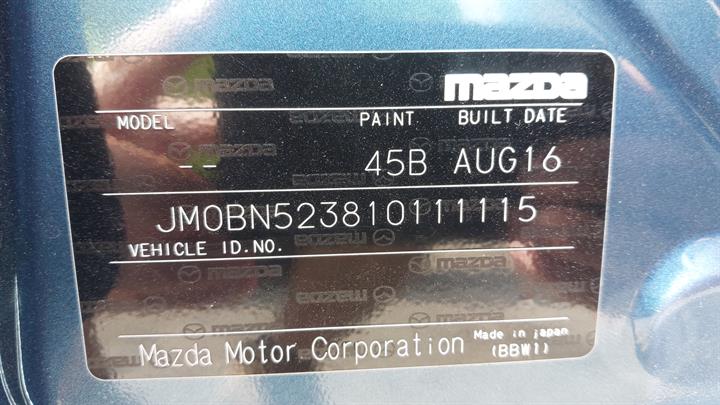 mazda
MODEL PAINT BUILT DATE
-- 45B AUG16
JM0BN523810111115
VEHICLE ID.NO.
Mazda Motor Corporation Made in japan
(BBW1)